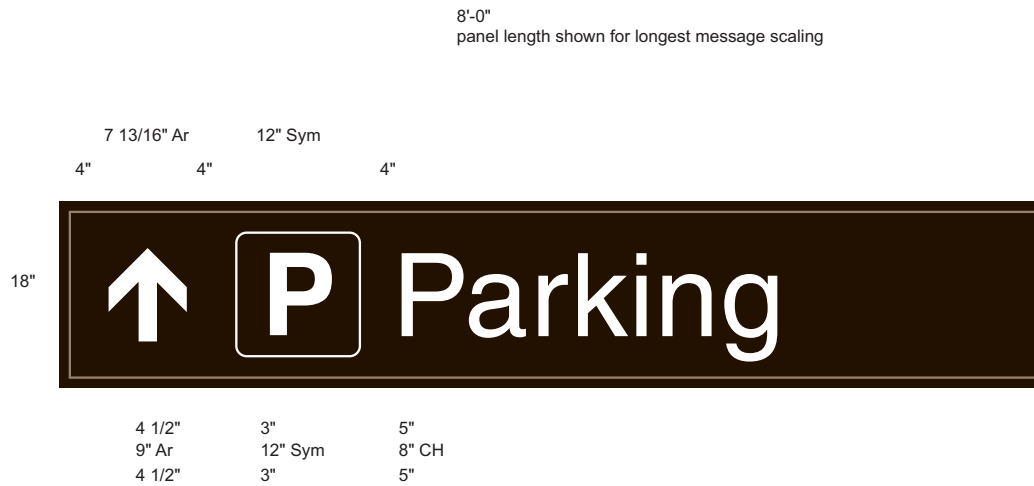 8'-0"
panel length shown for longest message scaling
7 13/16" Ar 12" Sym
4" 4" 4"
18"
P Parking
4 1/2" 3" 5"
9" Ar 12" Sym 8" CH
4 1/2" 3" 5"